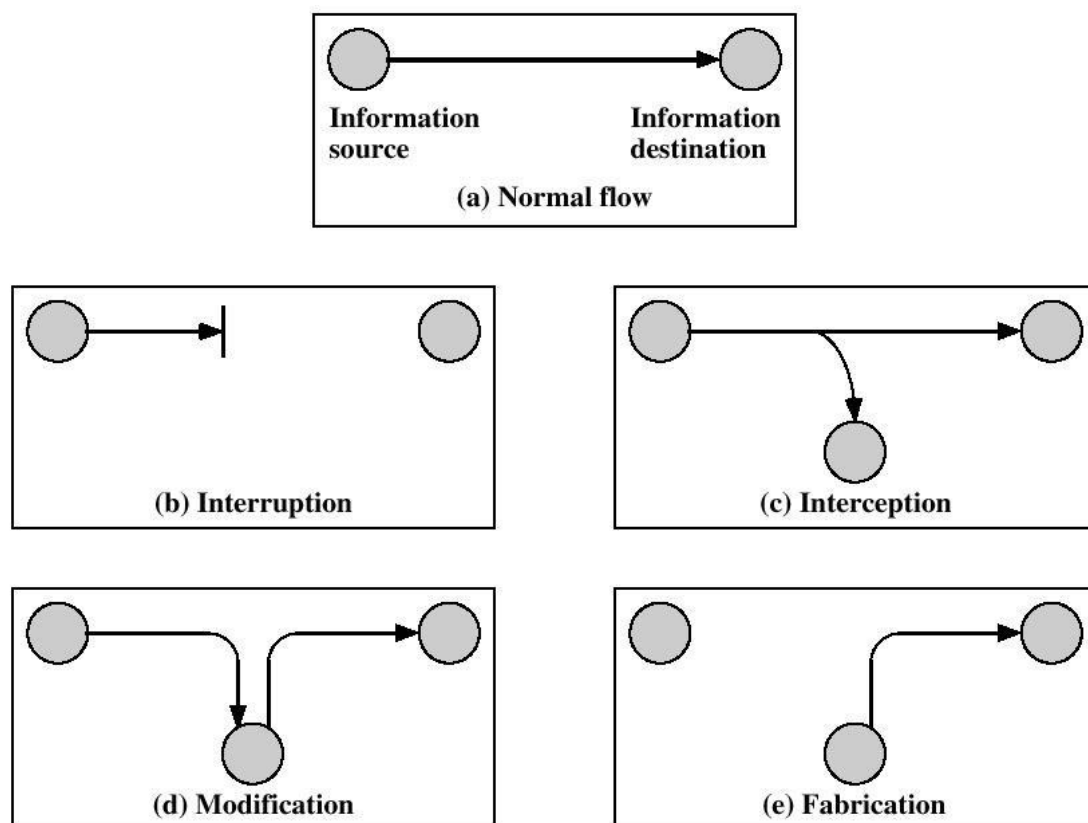 Information
source
Information
destination
(a) Normal flow
(b) Interruption
(c) Interception
(d) Modification
(e) Fabrication